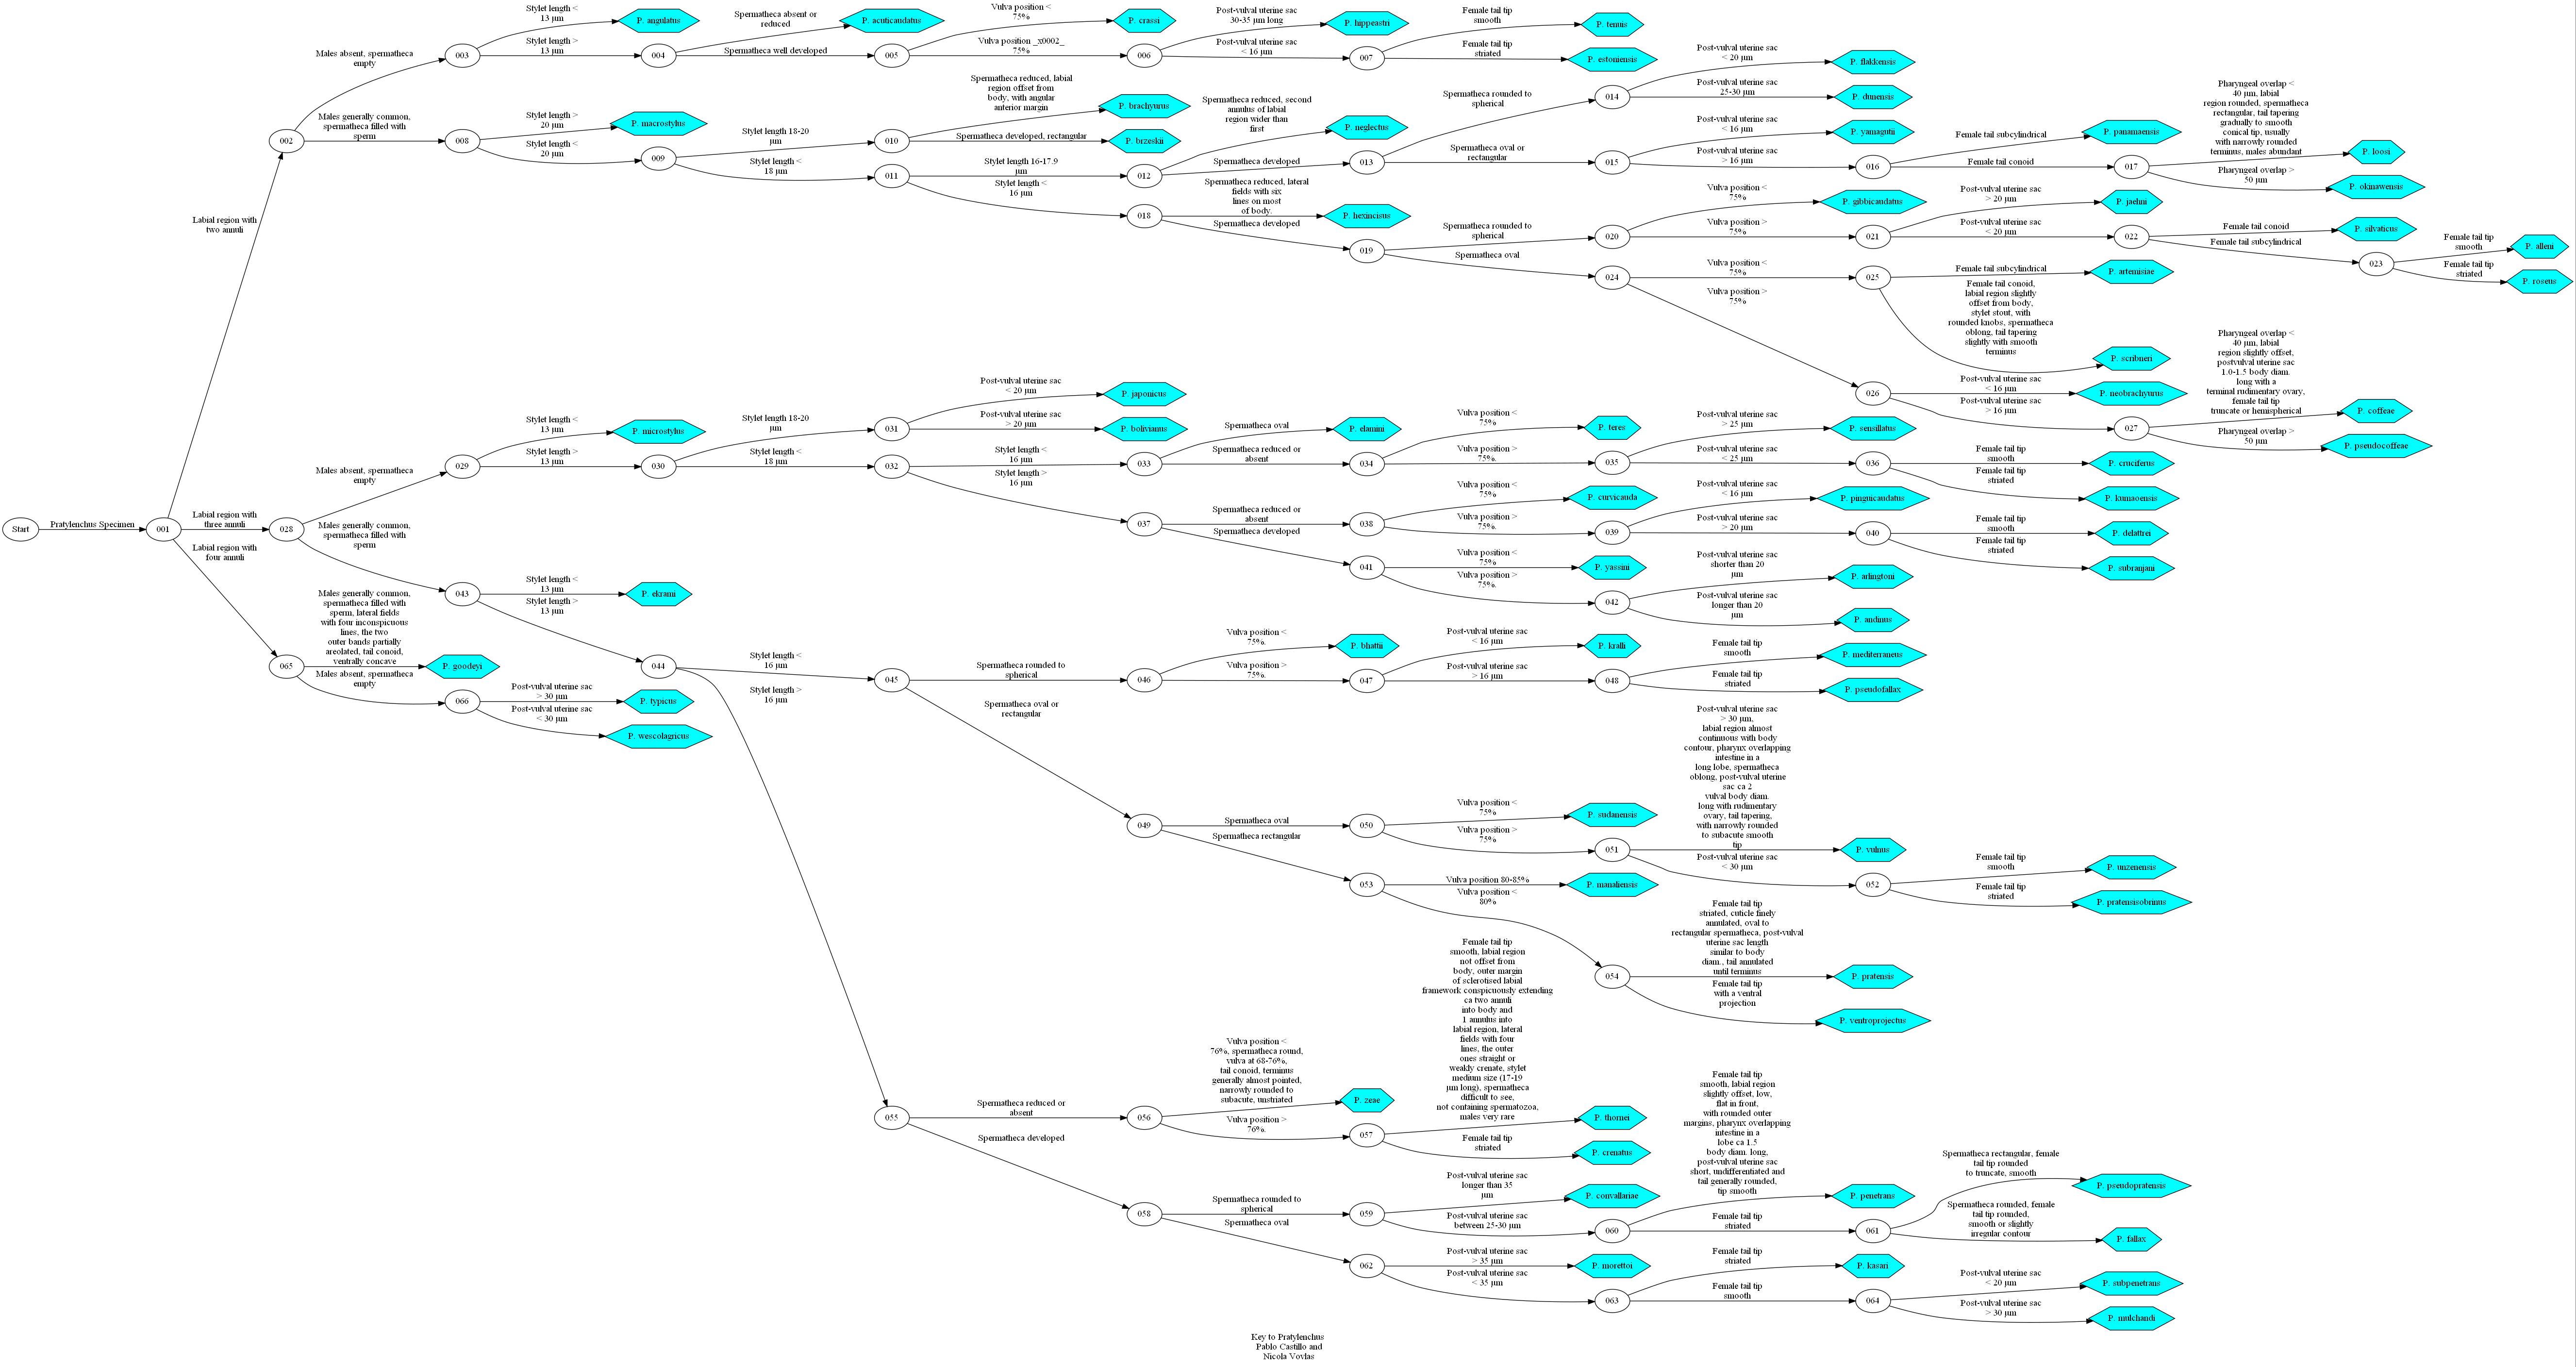 Start
Pratylenchus Specimen
001
Labial region with
two annuli
002
Males absent, spermatheca
empty
003
Stylet length <
13 µm
P. angulatus
Stylet length >
13 µm
004
Spermatheca absent or
reduced
P. acuticaudatus
Spermatheca well developed
005
Vulva position <
75%
P. crassi
Vulva position _x0002_
75%
006
Post-vulval uterine sac
30-35 µm long
P. hippeastri
Post-vulval uterine sac
< 16 µm
007
Female tail tip
smooth
P. tenuis
Female tail tip
striated
P. estoniensis
Males generally common,
spermatheca filled with
sperm
008
Stylet length >
20 µm
P. macrostylus
Stylet length <
20 µm
009
Stylet length 18-20
µm
010
Spermatheca reduced, labial
region offset from
body, with angular
anterior margin
P. brachyurus
Spermatheca developed, rectangular
P. brzeskii
Stylet length <
18 µm
011
Stylet length 16-17.9
µm
012
Spermatheca reduced, second
annulus of labial
region wider than
first
P. neglectus
Spermatheca developed
013
Spermatheca rounded to
spherical
014
Post-vulval uterine sac
< 20 µm
P. flakkensis
Post-vulval uterine sac
25-30 µm
P. dunensis
Spermatheca oval or
rectangular
015
Post-vulval uterine sac
< 16 µm
P. yamagutii
Post-vulval uterine sac
> 16 µm
016
Female tail subcylindrical
P. panamaensis
Female tail conoid
017
Pharyngeal overlap <
40 µm, labial
region rounded, spermatheca
rectangular, tail tapering
gradually to smooth
conical tip, usually
with narrowly rounded
terminus, males abundant
P. loosi
Pharyngeal overlap >
50 µm
P. okinawensis
Stylet length <
16 µm
018
Spermatheca reduced, lateral
fields with six
lines on most
of body.
P. hexincisus
Spermatheca developed
019
Spermatheca rounded to
spherical
020
Vulva position <
75%
P. gibbicaudatus
Vulva position >
75%
021
Post-vulval uterine sac
> 20 µm
P. jaehni
Post-vulval uterine sac
< 20 µm
022
Female tail conoid
P. silvaticus
Female tail subcylindrical
023
Female tail tip
smooth
P. alleni
Female tail tip
striated
P. roseus
Spermatheca oval
024
Vulva position <
75%
025
Female tail subcylindrical
P. artemisiae
Female tail conoid,
labial region slightly
offset from body,
stylet stout, with
rounded knobs, spermatheca
oblong, tail tapering
slightly with smooth
terminus
P. scribneri
Vulva position >
75%
026
Post-vulval uterine sac
< 16 µm
P. neobrachyurus
Post-vulval uterine sac
> 16 µm
027
Pharyngeal overlap <
40 µm, labial
region slightly offset,
postvulval uterine sac
1.0-1.5 body diam.
long with a
terminal rudimentary ovary,
female tail tip
truncate or hemispherical
P. coffeae
Pharyngeal overlap >
50 µm
P. pseudocoffeae
Labial region with
three annuli
028
Males absent, spermatheca
empty
029
Stylet length <
13 µm
P. microstylus
Stylet length >
13 µm
030
Stylet length 18-20
µm
031
Post-vulval uterine sac
< 20 µm
P. japonicus
Post-vulval uterine sac
> 20 µm
P. bolivianus
Stylet length <
18 µm
032
Stylet length <
16 µm
033
Spermatheca oval
P. elamini
Spermatheca reduced or
absent
034
Vulva position <
75%
P. teres
Vulva position >
75%.
035
Post-vulval uterine sac
> 25 µm
P. sensillatus
Post-vulval uterine sac
< 25 µm
036
Female tail tip
smooth
P. cruciferus
Female tail tip
striated
P. kumaoensis
Stylet length >
16 µm
037
Spermatheca reduced or
absent
038
Vulva position <
75%
P. curvicauda
Vulva position >
75%.
039
Post-vulval uterine sac
< 16 µm
P. pinguicaudatus
Post-vulval uterine sac
> 20 µm
040
Female tail tip
smooth
P. delattrei
Female tail tip
striated
P. subranjani
Spermatheca developed
041
Vulva position <
75%
P. yassini
Vulva position >
75%.
042
Post-vulval uterine sac
shorter than 20
µm
P. arlingtoni
Post-vulval uterine sac
longer than 20
µm
P. andinus
Males generally common,
spermatheca filled with
sperm
043
Stylet length <
13 µm
P. ekrami
Stylet length >
13 µm
044
Stylet length <
16 µm
045
Spermatheca rounded to
spherical
046
Vulva position <
75%.
P. bhattii
Vulva position >
75%.
047
Post-vulval uterine sac
< 16 µm
P. kralli
Post-vulval uterine sac
> 16 µm
048
Female tail tip
smooth
P. mediterraneus
Female tail tip
striated
P. pseudofallax
Spermatheca oval or
rectangular
049
Spermatheca oval
050
Vulva position <
75%
P. sudanensis
Vulva position >
75%
051
Post-vulval uterine sac
> 30 µm,
labial region almost
continuous with body
contour, pharynx overlapping
intestine in a
long lobe, spermatheca
oblong, post-vulval uterine
sac ca 2
vulval body diam.
long with rudimentary
ovary, tail tapering,
with narrowly rounded
to subacute smooth
tip
P. vulnus
Post-vulval uterine sac
< 30 µm
052
Female tail tip
smooth
P. unzenensis
Female tail tip
striated
P. pratensisobrinus
Spermatheca rectangular
053
Vulva position 80-85%
P. manaliensis
Vulva position <
80%
054
Female tail tip
striated, cuticle finely
annulated, oval to
rectangular spermatheca, post-vulval
uterine sac length
similar to body
diam., tail annulated
until terminus
P. pratensis
Female tail tip
with a ventral
projection
P. ventroprojectus
Stylet length >
16 µm
055
Spermatheca reduced or
absent
056
Vulva position <
76%, spermatheca round,
vulva at 68-76%,
tail conoid, terminus
generally almost pointed,
narrowly rounded to
subacute, unstriated
P. zeae
Vulva position >
76%.
057
Female tail tip
smooth, labial region
not offset from
body, outer margin
of sclerotised labial
framework conspicuously extending
ca two annuli
into body and
1 annulus into
labial region, lateral
fields with four
lines, the outer
ones straight or
weakly crenate, stylet
medium size (17-19
µm long), spermatheca
difficult to see,
not containing spermatozoa,
males very rare
P. thornei
Female tail tip
striated
P. crenatus
Spermatheca developed
058
Spermatheca rounded to
spherical
059
Post-vulval uterine sac
longer than 35
µm
P. convallariae
Post-vulval uterine sac
between 25-30 µm
060
Female tail tip
smooth, labial region
slightly offset, low,
flat in front,
with rounded outer
margins, pharynx overlapping
intestine in a
lobe ca 1.5
body diam. long,
post-vulval uterine sac
short, undifferentiated and
tail generally rounded,
tip smooth
P. penetrans
Female tail tip
striated
061
Spermatheca rectangular, female
tail tip rounded
to truncate, smooth
P. pseudopratensis
Spermatheca rounded, female
tail tip rounded,
smooth or slightly
irregular contour
P. fallax
Spermatheca oval
062
Post-vulval uterine sac
> 35 µm
P. morettoi
Post-vulval uterine sac
< 35 µm
063
Female tail tip
striated
P. kasari
Female tail tip
smooth
064
Post-vulval uterine sac
< 20 µm
P. subpenetrans
Post-vulval uterine sac
> 30 µm
P. mulchandi
Labial region with
four annuli
065
Males generally common,
spermatheca filled with
sperm, lateral fields
with four inconspicuous
lines, the two
outer bands partially
areolated, tail conoid,
ventrally concave
P. goodeyi
Males absent, spermatheca
empty
066
Post-vulval uterine sac
> 30 µm
P. typicus
Post-vulval uterine sac
< 30 µm
P. wescolagricus
Key to Pratylenchus
Pablo Castillo and
Nicola Vovlas